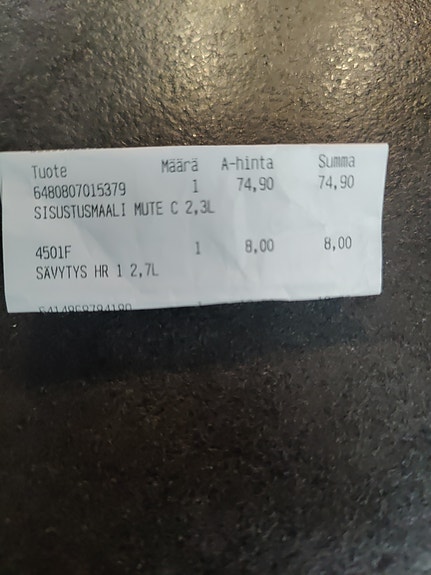 Tuote Määrä A-hinta Summa
6480807015379 1 74,90 74,90
SISUSTUSMAALI MUTE C 2,3L
4501F 1 8,00 8,00
SÄVYTYS HR 1 2,7L